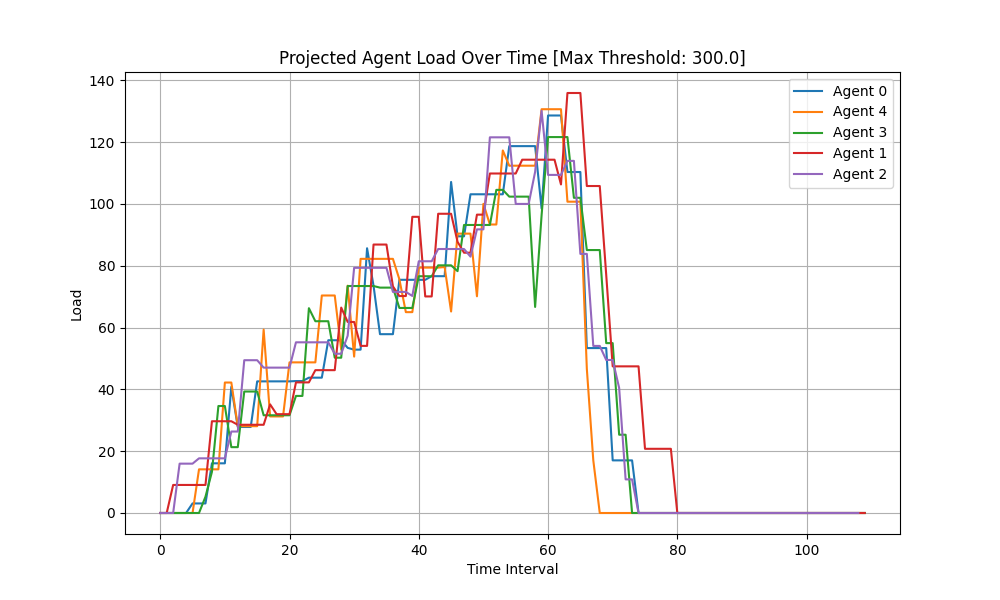 Projected Agent Load Over Time [Max Threshold: 300.0]
140
120
100
80
60
40
20
0
Load
Agent 0
Agent 4
Agent 3
Agent 1
Agent 2
0 20 40 60 80 100
Time Interval